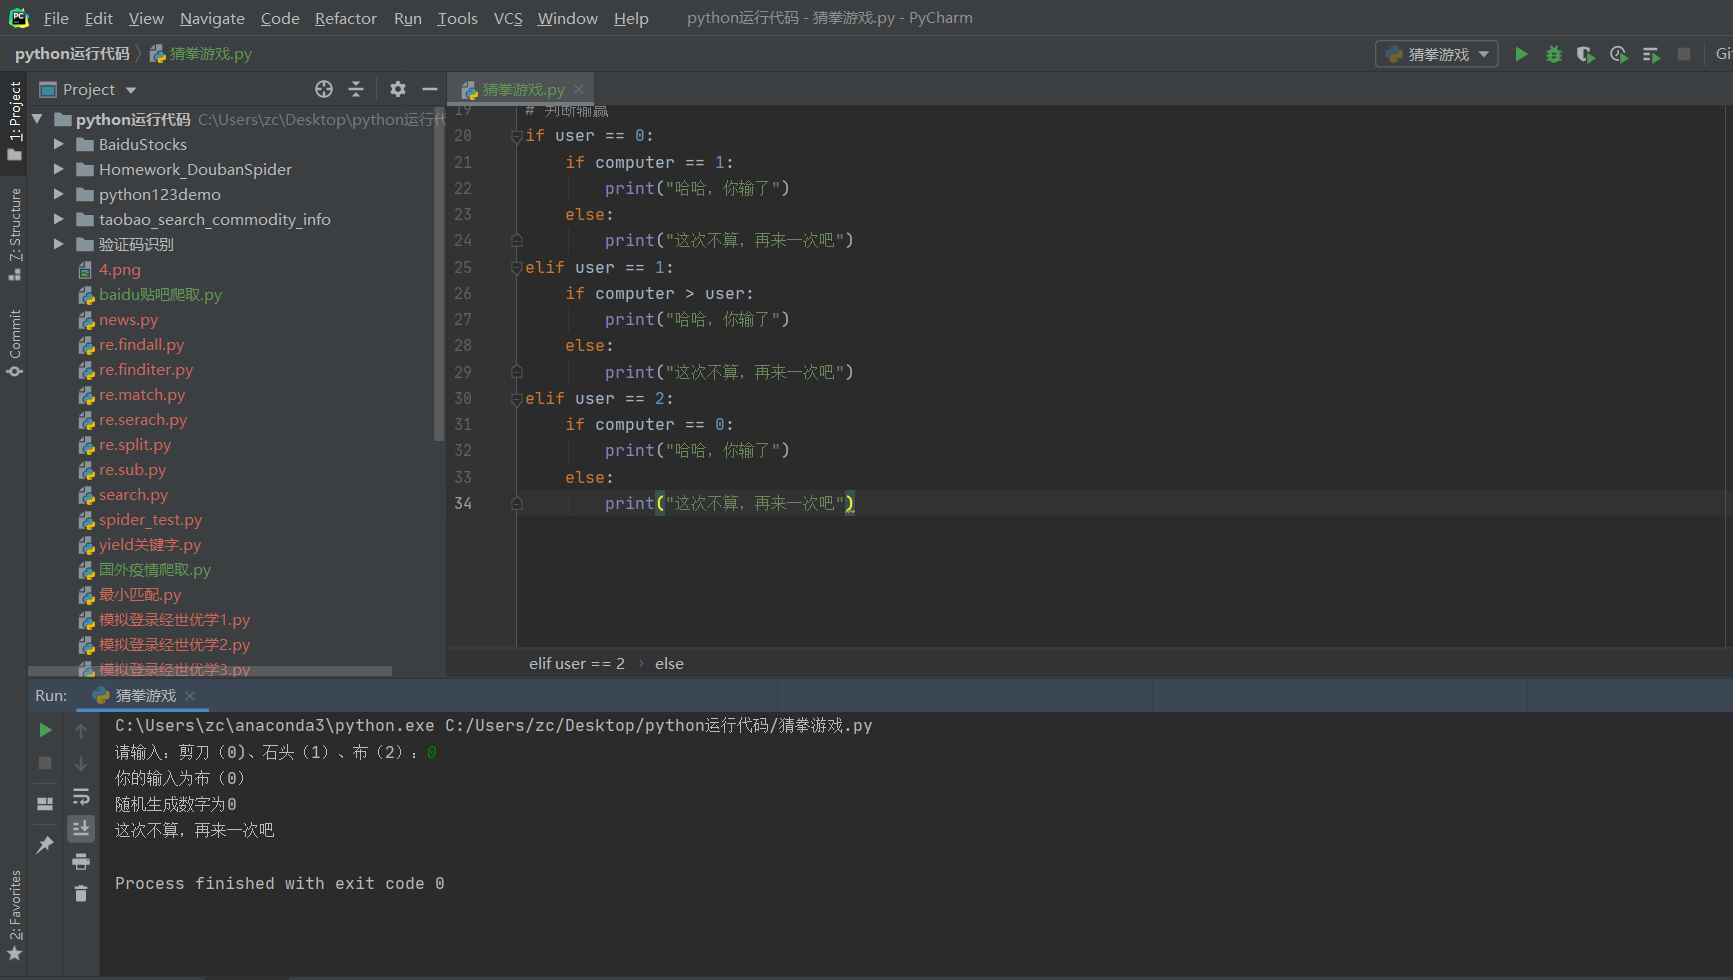 File Edit View Navigate Code Refactor Run Tools VCS Window Help python运行代码 - 猜拳游戏.py - PyCharm
python运行代码 猜拳游戏.py 猜拳游戏 Git
1: Project
7: Structure
Commit
2: Favorites
Project
python运行代码 C:\Users\zc\Desktop\python运行代
BaiduStocks
Homework_DoubanSpider
python123demo
taobao_search_commodity_info
验证码识别
4.png
baidu贴吧爬取.py
news.py
re.findall.py
re.finditer.py
re.match.py
re.serach.py
re.split.py
re.sub.py
search.py
spider_test.py
yield关键字.py
国外疫情爬取.py
最小匹配.py
模拟登录经世优学1.py
模拟登录经世优学2.py
模拟登录经世优学3.py
猜拳游戏.py
19 # 判断输赢
20 if user == 0:
21 if computer == 1:
22 print("哈哈，你输了")
23 else:
24 print("这次不算，再来一次吧")
25 elif user == 1:
26 if computer > user:
27 print("哈哈，你输了")
28 else:
29 print("这次不算，再来一次吧")
30 elif user == 2:
31 if computer == 0:
32 print("哈哈，你输了")
33 else:
34 print("这次不算，再来一次吧")
elif user == 2 › else
Run: 猜拳游戏
C:\Users\zc\anaconda3\python.exe C:/Users/zc/Desktop/python运行代码/猜拳游戏.py
请输入：剪刀（0)、石头（1）、布（2）：0
你的输入为布（0）
随机生成数字为0
这次不算，再来一次吧
Process finished with exit code 0